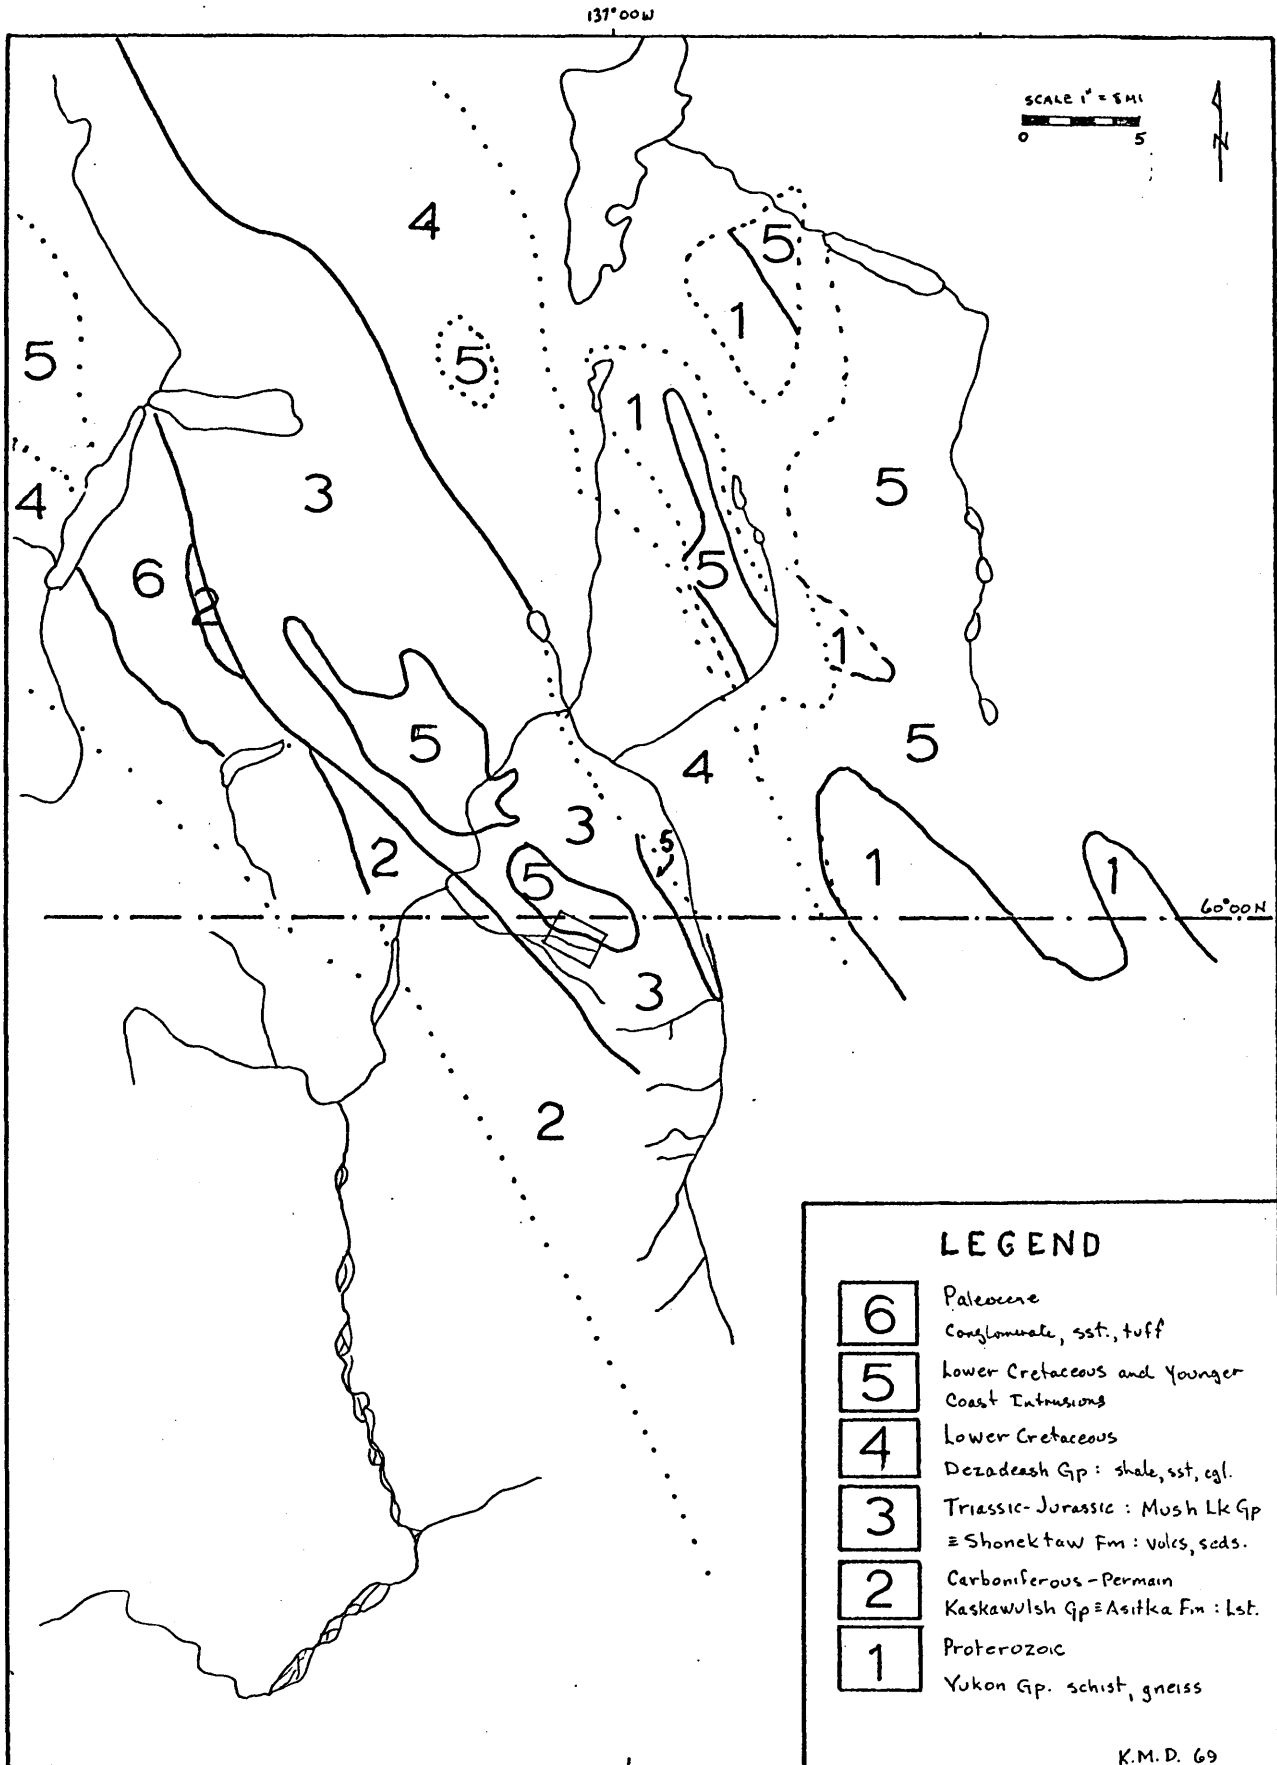 137°00W
SCALE 1" = 8 MI
0 5
N
4
5
5
1
5
1
3
5
4
6
2
5
1
5
5
4
3
.5
2
5
1
1
60°00N
3
2
LEGEND
6 Paleocene
Conglomerate, sst., tuff
5 Lower Cretaceous and Younger
Coast Intrusions
4 Lower Cretaceous
Dezadeash Gp : shale, sst, cgl.
3 Triassic-Jurassic : Mush Lk Gp
≡ Shonektaw Fm : volcs, seds.
2 Carboniferous-Permain
Kaskawulsh Gp ≡ Asitka Fm : Lst.
1 Proterozoic
Yukon Gp. schist, gneiss
K.M.D. 69